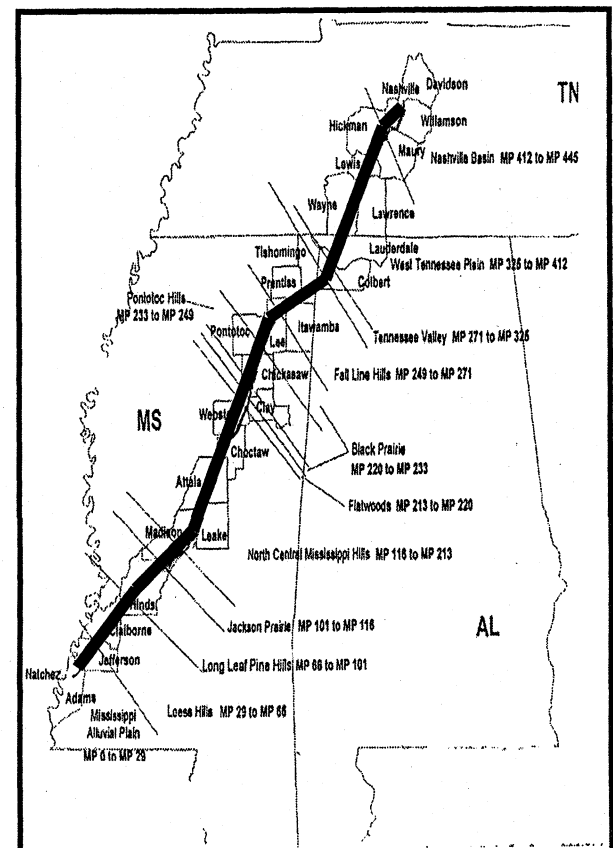 Nashville
Davidson
TN
Hickman
Willamson
Maury
Nashville Basin MP 412 to MP 445
Lewis
Wayne
Lawrence
Lauderdale
West Tennessee Plain MP 325 to MP 412
Tishomingo
Colbert
Prentiss
Pontotoc Hills
MP 233 to MP 249
Pontotoc
Itawamba
Lee
Tennessee Valley MP 271 to MP 325
Chickasaw
Fall Line Hills MP 249 to MP 271
Clay
MS
Choctaw
Black Prairie
MP 220 to MP 233
Attala
Flatwoods MP 213 to MP 220
Madison
Leake
North Central Mississippi Hills MP 116 to MP 213
Hinds
Jackson Prairie MP 101 to MP 116
AL
Claiborne
Jefferson
Long Leaf Pine Hills MP 66 to MP 101
Natchez
Adams
Loess Hills MP 29 to MP 66
Mississippi
Alluvial Plain
MP 0 to MP 29